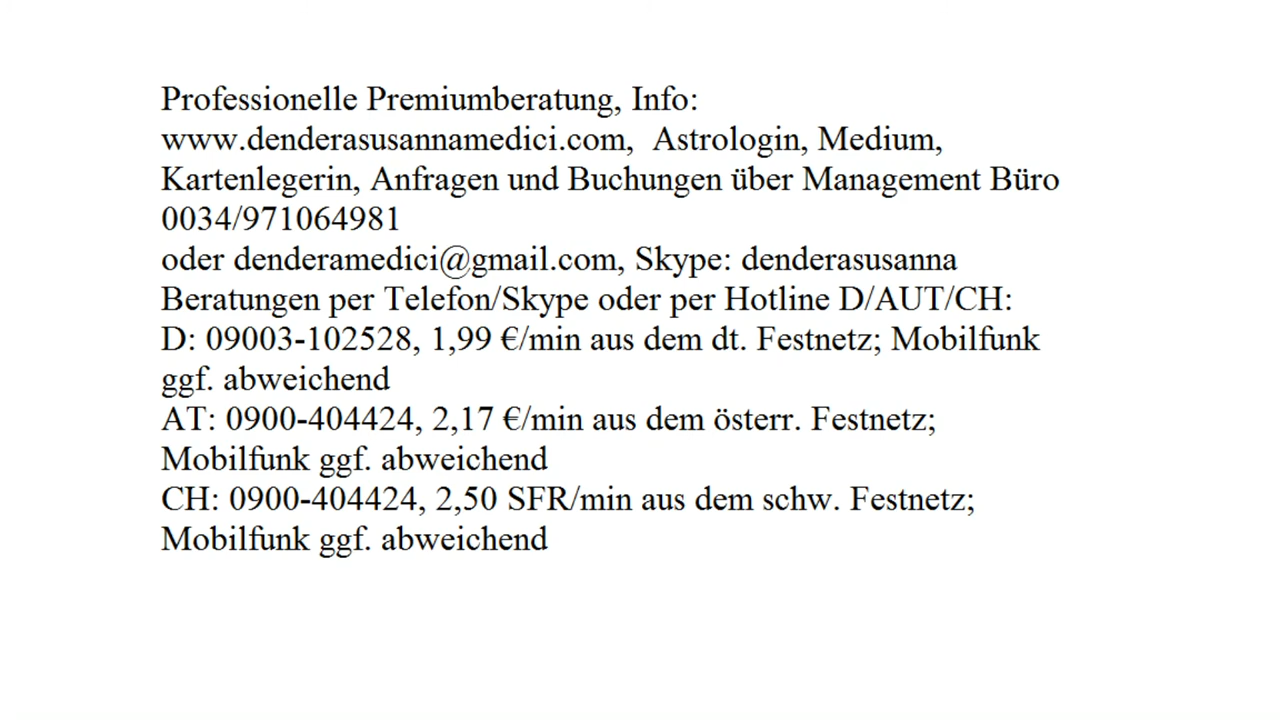 Professionelle Premiumberatung, Info:
www.denderasusannamedici.com,  Astrologin, Medium,
Kartenlegerin, Anfragen und Buchungen über Management Büro
0034/971064981
oder denderamedici@gmail.com, Skype: denderasusanna
Beratungen per Telefon/Skype oder per Hotline D/AUT/CH:
D: 09003-102528, 1,99 €/min aus dem dt. Festnetz; Mobilfunk
ggf. abweichend
AT: 0900-404424, 2,17 €/min aus dem österr. Festnetz;
Mobilfunk ggf. abweichend
CH: 0900-404424, 2,50 SFR/min aus dem schw. Festnetz;
Mobilfunk ggf. abweichend